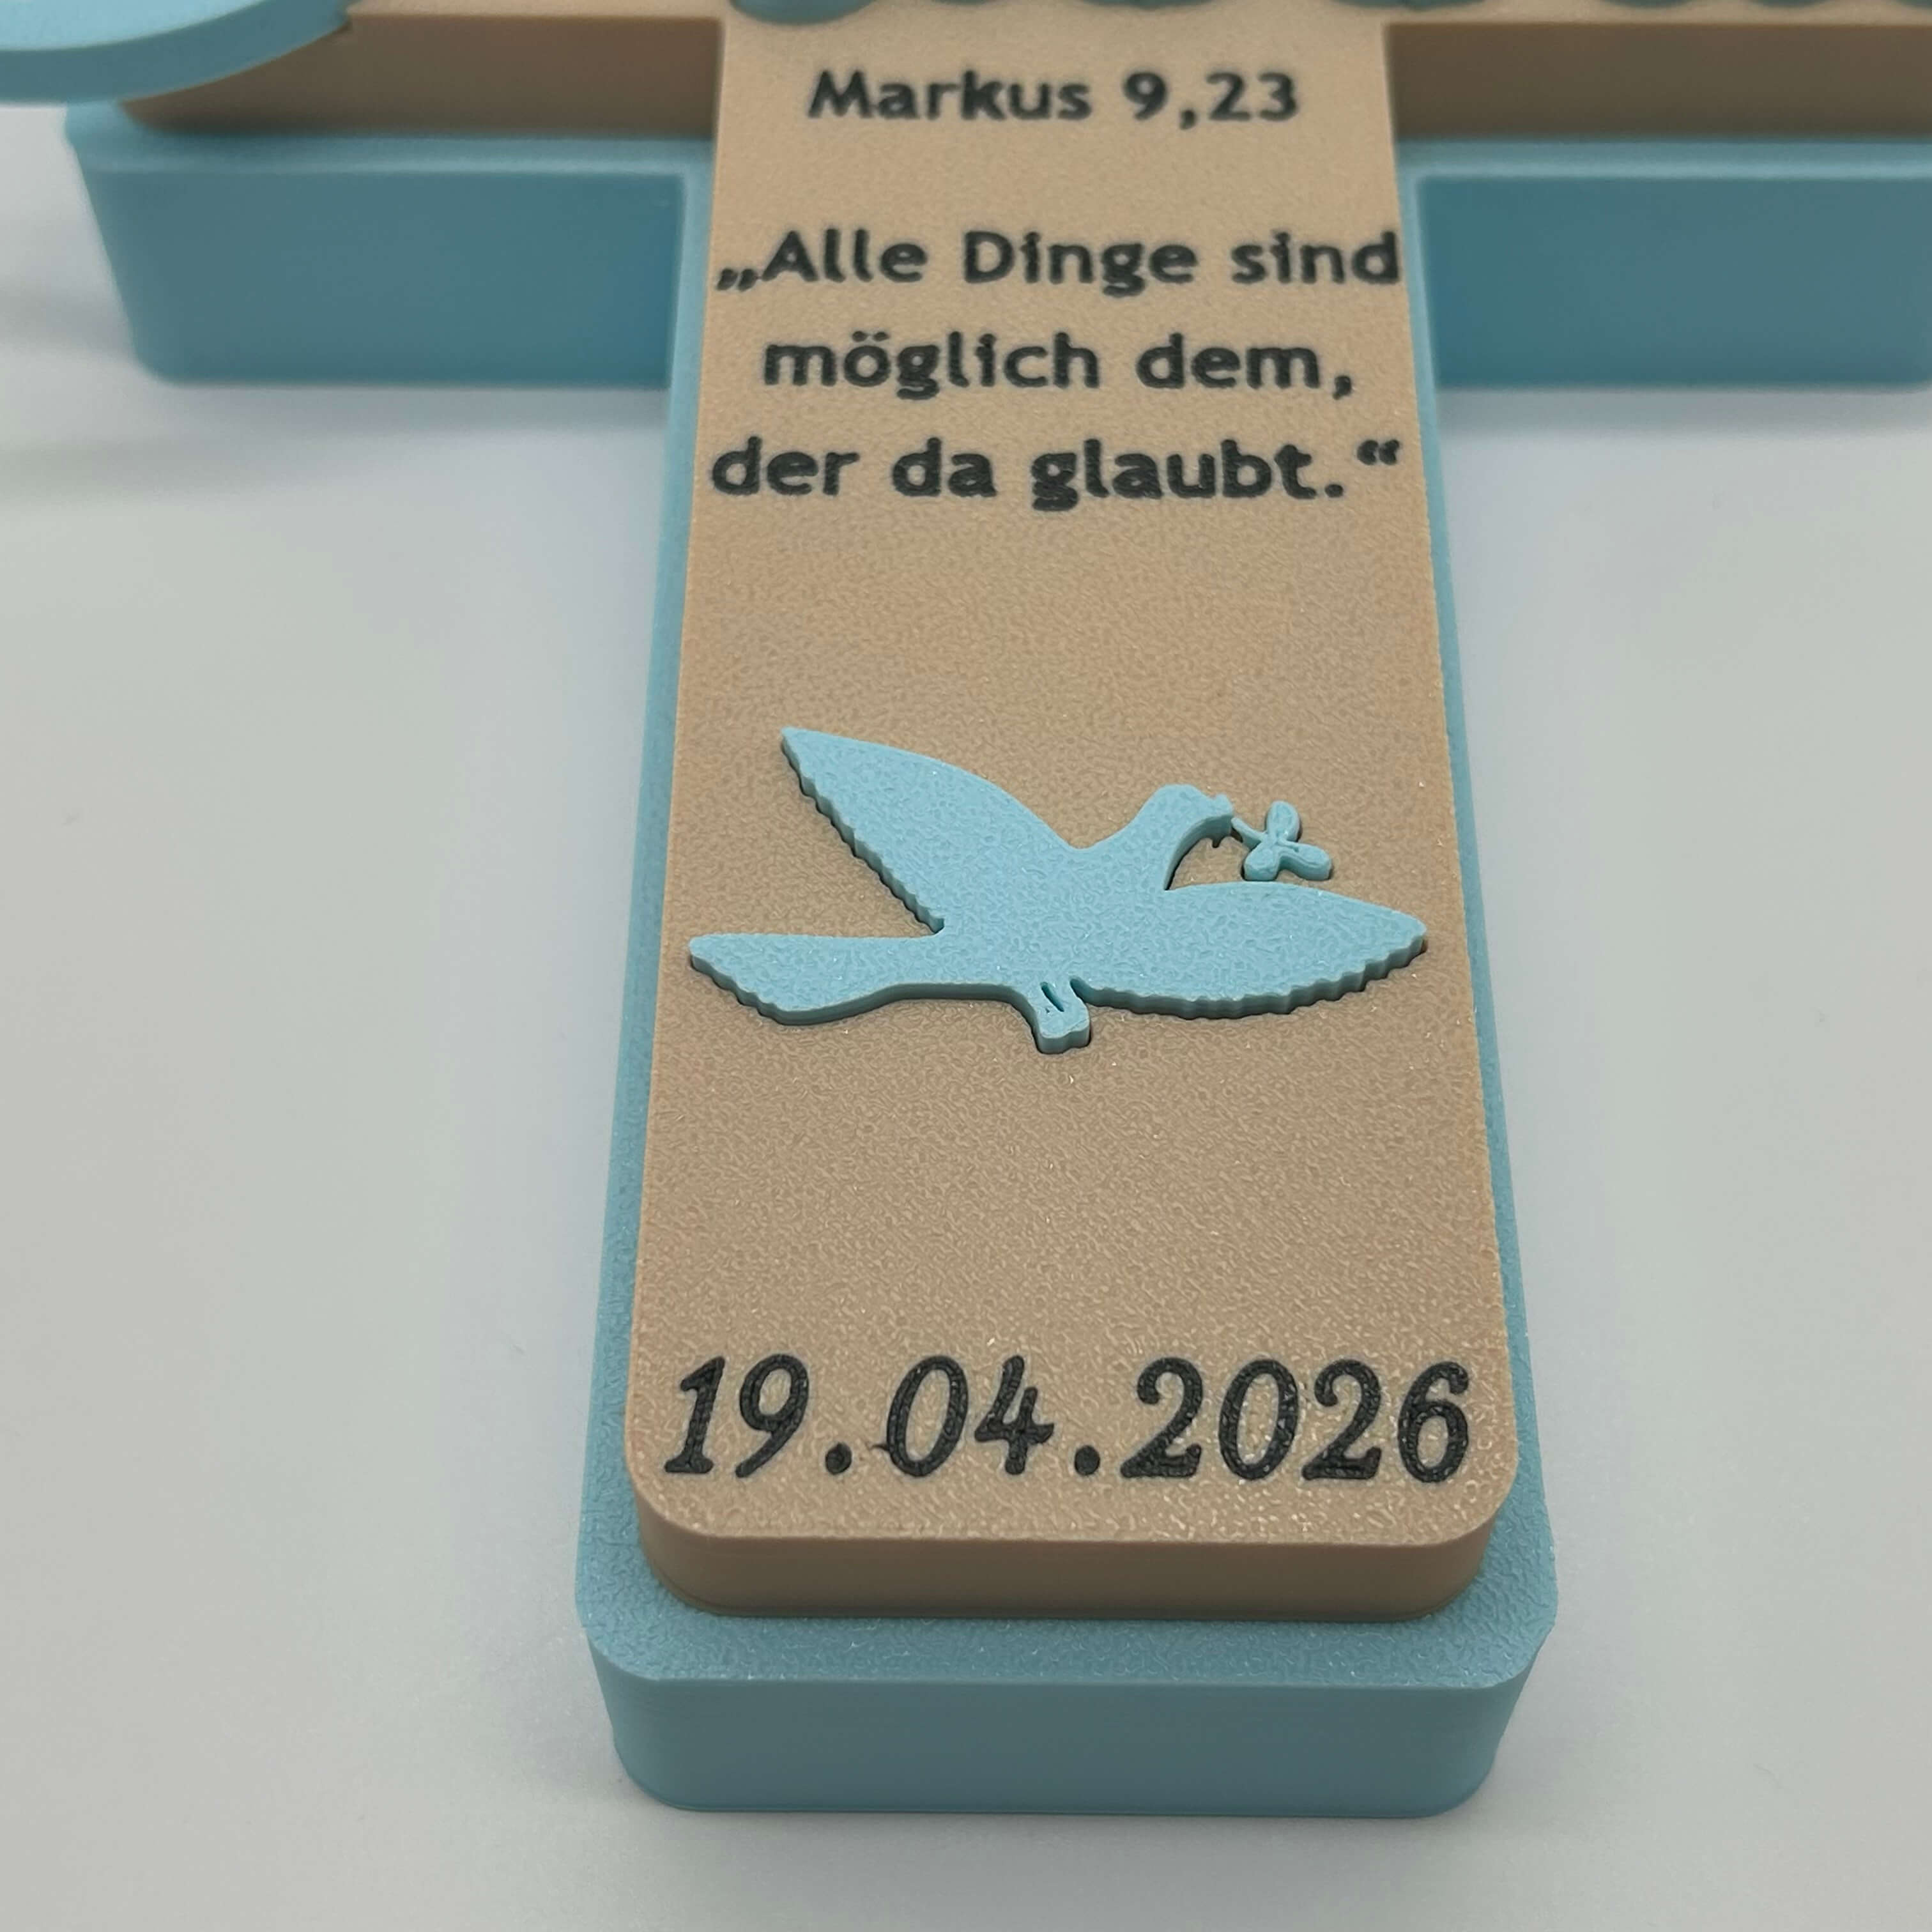 Markus 9,23
„Alle Dinge sind
möglich dem,
der da glaubt.“
19.04.2026